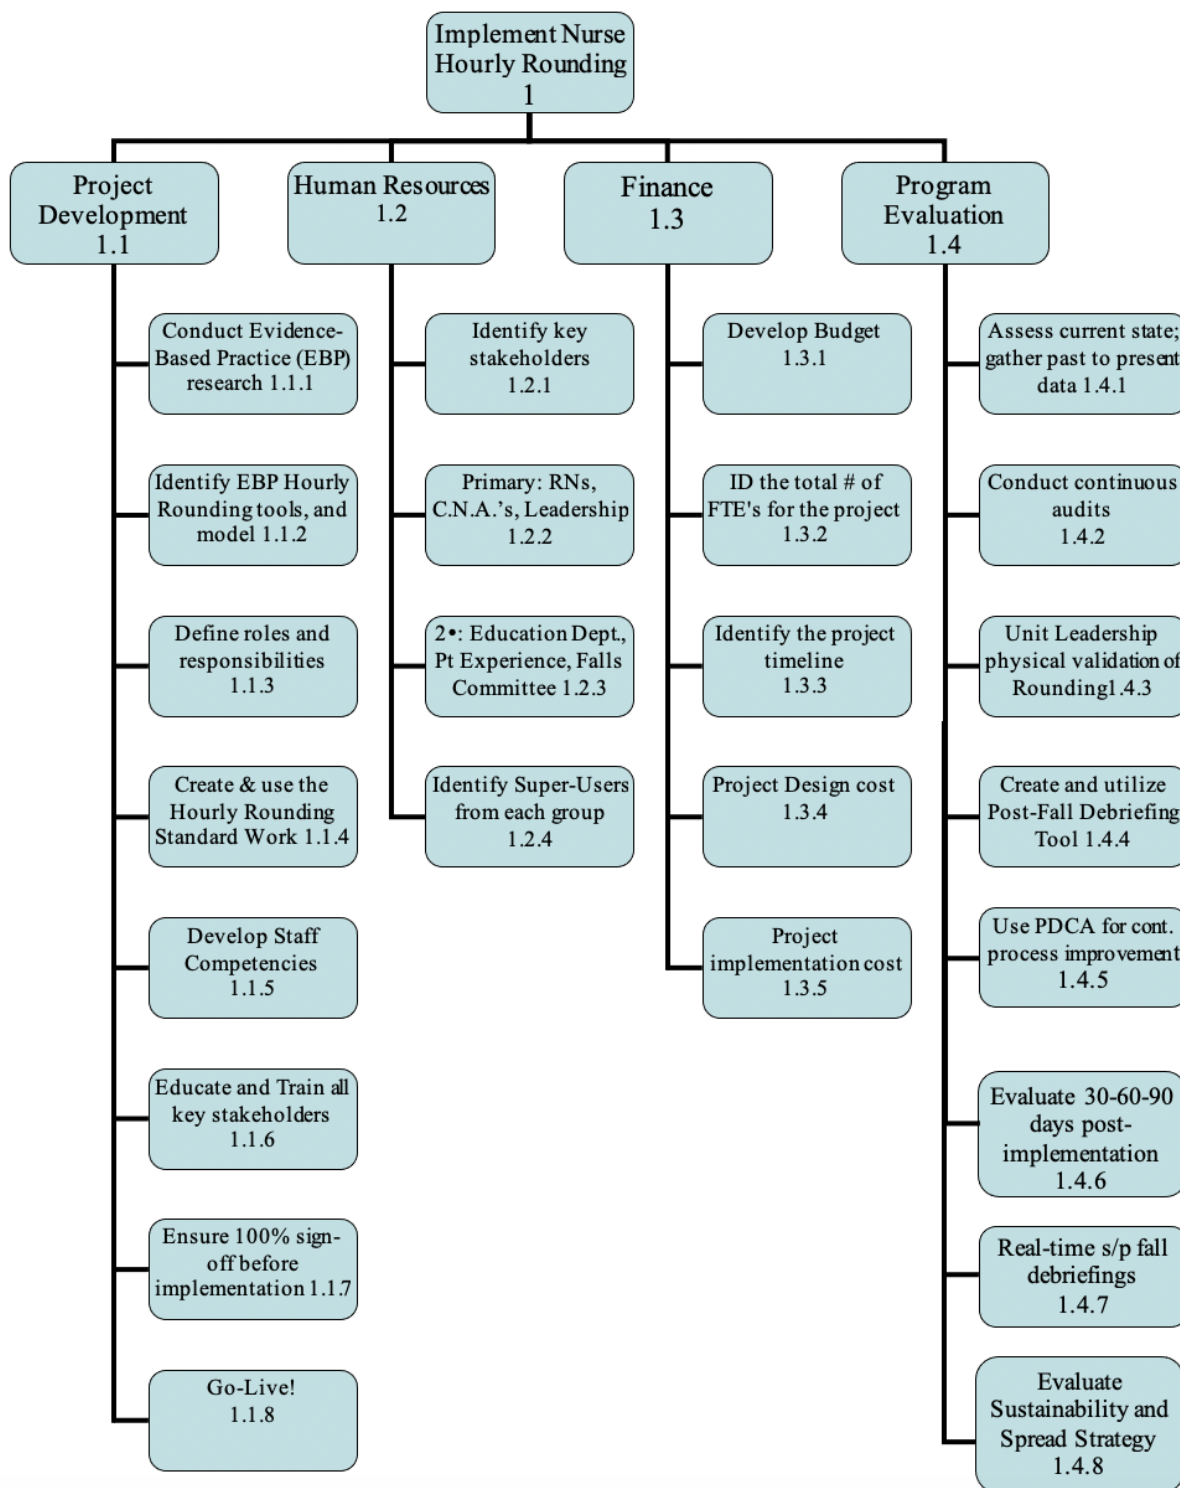 Implement Nurse
Hourly Rounding
1
Project
Development
1.1
Human Resources
1.2
Finance
1.3
Program
Evaluation
1.4
Conduct Evidence-
Based Practice (EBP)
research 1.1.1
Identify EBP Hourly
Rounding tools, and
model 1.1.2
Define roles and
responsibilities
1.1.3
Create & use the
Hourly Rounding
Standard Work 1.1.4
Develop Staff
Competencies
1.1.5
Educate and Train all
key stakeholders
1.1.6
Ensure 100% sign-
off before
implementation 1.1.7
Go-Live!
1.1.8
Identify key
stakeholders
1.2.1
Primary: RNs,
C.N.A.’s, Leadership
1.2.2
2•: Education Dept.,
Pt Experience, Falls
Committee 1.2.3
Identify Super-Users
from each group
1.2.4
Develop Budget
1.3.1
ID the total # of
FTE's for the project
1.3.2
Identify the project
timeline
1.3.3
Project Design cost
1.3.4
Project
implementation cost
1.3.5
Assess current state;
gather past to present
data 1.4.1
Conduct continuous
audits
1.4.2
Unit Leadership
physical validation of
Rounding1.4.3
Create and utilize
Post-Fall Debriefing
Tool 1.4.4
Use PDCA for cont.
process improvement
1.4.5
Evaluate 30-60-90
days post-
implementation
1.4.6
Real-time s/p fall
debriefings
1.4.7
Evaluate
Sustainability and
Spread Strategy
1.4.8